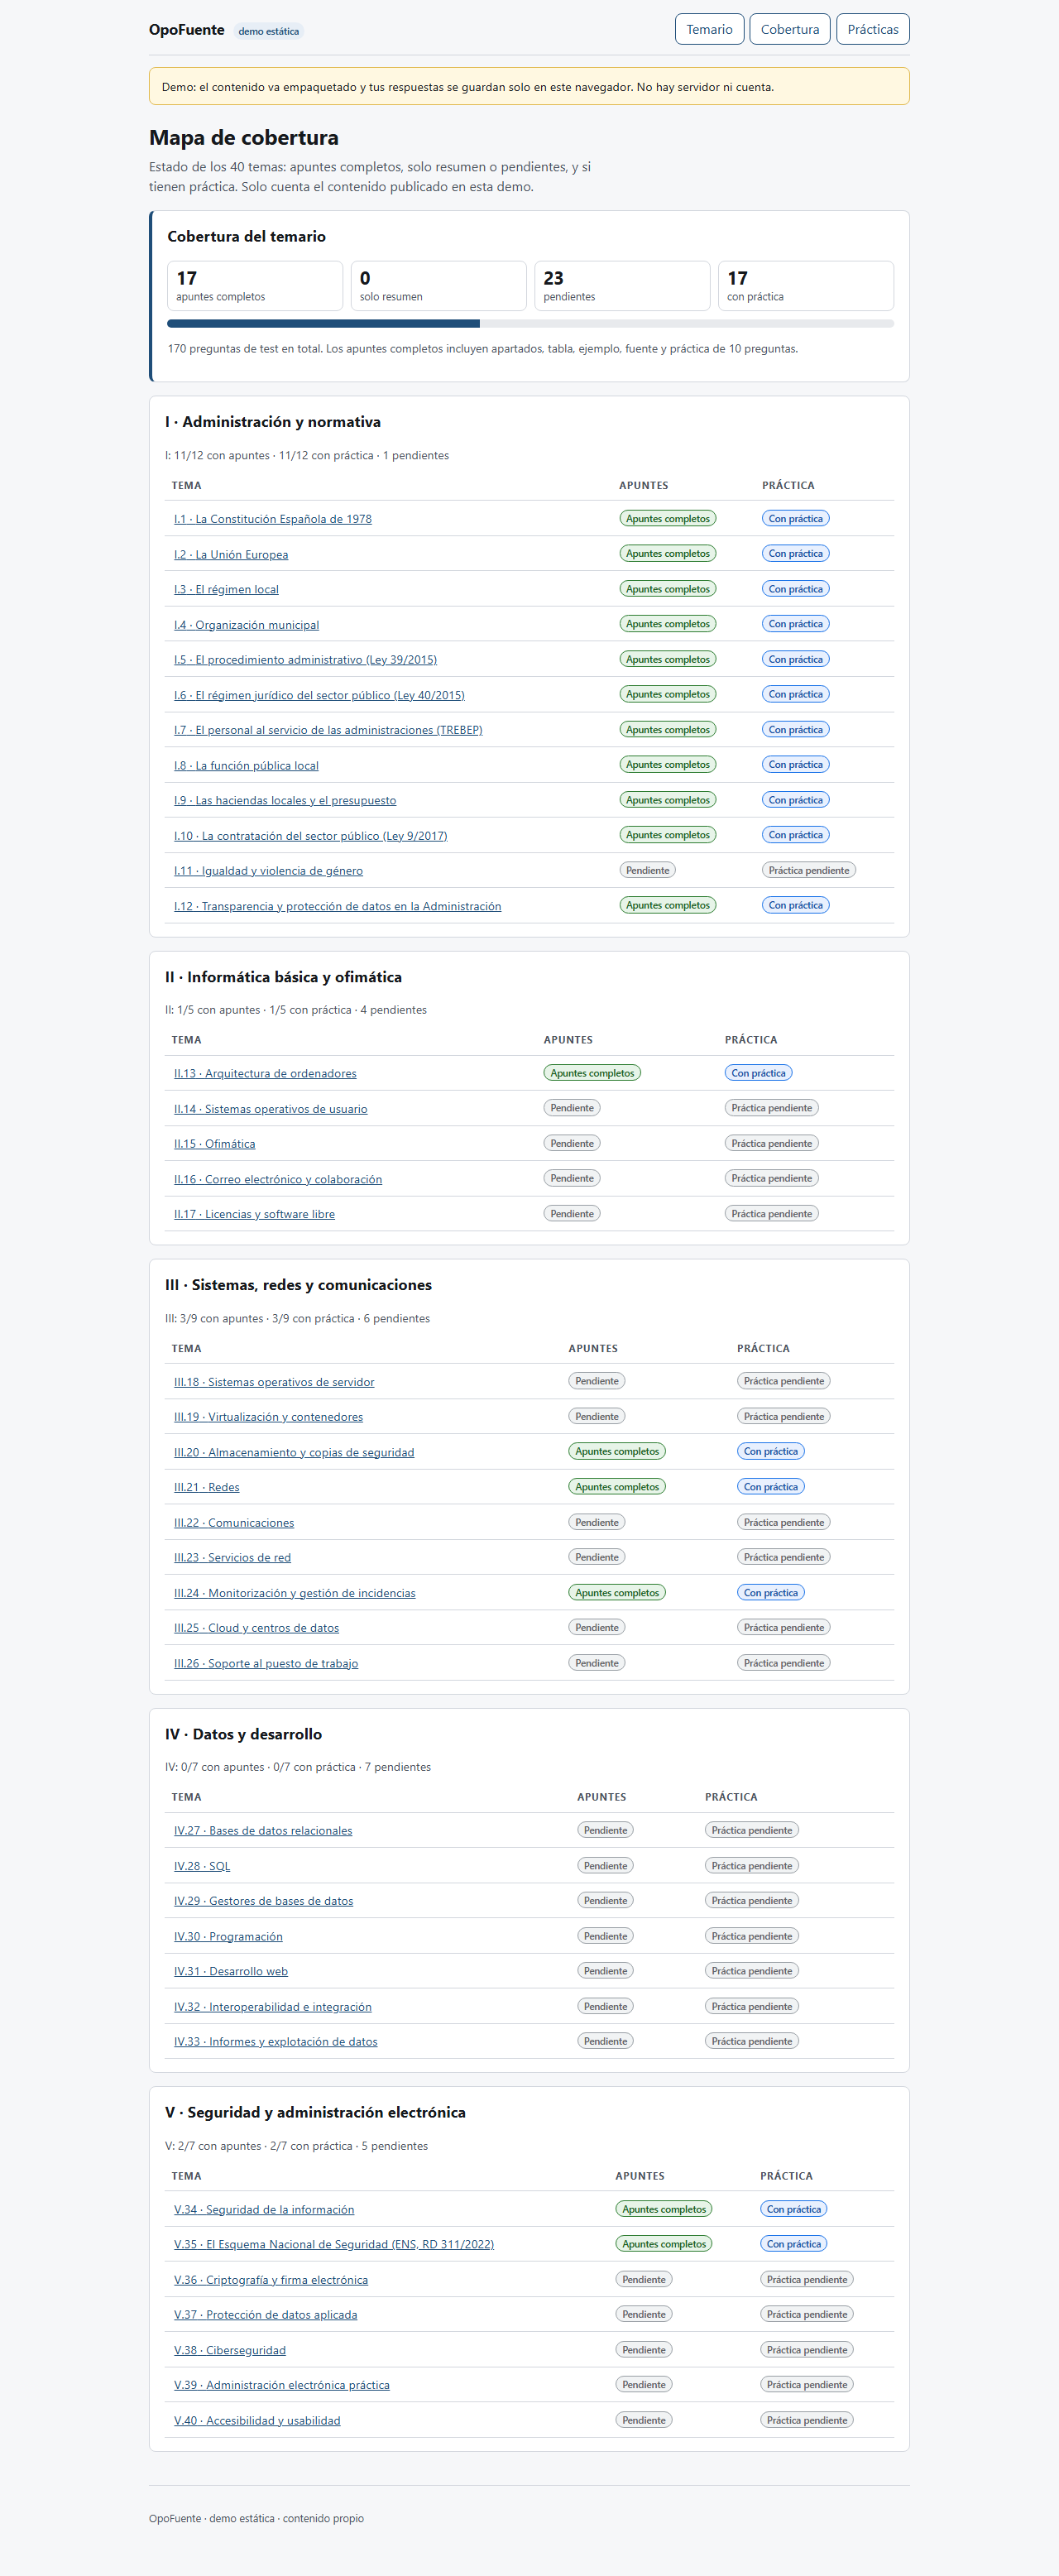 OpoFuente demo estática
Temario Cobertura Prácticas
Demo: el contenido va empaquetado y tus respuestas se guardan solo en este navegador. No hay servidor ni cuenta.
Mapa de cobertura
Estado de los 40 temas: apuntes completos, solo resumen o pendientes, y si
tienen práctica. Solo cuenta el contenido publicado en esta demo.
Cobertura del temario
17 0 23 17
apuntes completos solo resumen pendientes con práctica
170 preguntas de test en total. Los apuntes completos incluyen apartados, tabla, ejemplo, fuente y práctica de 10 preguntas.
I · Administración y normativa
I: 11/12 con apuntes · 11/12 con práctica · 1 pendientes
TEMA APUNTES PRÁCTICA
I.1 · La Constitución Española de 1978 Apuntes completos Con práctica
I.2 · La Unión Europea Apuntes completos Con práctica
I.3 · El régimen local Apuntes completos Con práctica
I.4 · Organización municipal Apuntes completos Con práctica
I.5 · El procedimiento administrativo (Ley 39/2015) Apuntes completos Con práctica
I.6 · El régimen jurídico del sector público (Ley 40/2015) Apuntes completos Con práctica
I.7 · El personal al servicio de las administraciones (TREBEP) Apuntes completos Con práctica
I.8 · La función pública local Apuntes completos Con práctica
I.9 · Las haciendas locales y el presupuesto Apuntes completos Con práctica
I.10 · La contratación del sector público (Ley 9/2017) Apuntes completos Con práctica
I.11 · Igualdad y violencia de género Pendiente Práctica pendiente
I.12 · Transparencia y protección de datos en la Administración Apuntes completos Con práctica
II · Informática básica y ofimática
II: 1/5 con apuntes · 1/5 con práctica · 4 pendientes
TEMA APUNTES PRÁCTICA
II.13 · Arquitectura de ordenadores Apuntes completos Con práctica
II.14 · Sistemas operativos de usuario Pendiente Práctica pendiente
II.15 · Ofimática Pendiente Práctica pendiente
II.16 · Correo electrónico y colaboración Pendiente Práctica pendiente
II.17 · Licencias y software libre Pendiente Práctica pendiente
III · Sistemas, redes y comunicaciones
III: 3/9 con apuntes · 3/9 con práctica · 6 pendientes
TEMA APUNTES PRÁCTICA
III.18 · Sistemas operativos de servidor Pendiente Práctica pendiente
III.19 · Virtualización y contenedores Pendiente Práctica pendiente
III.20 · Almacenamiento y copias de seguridad Apuntes completos Con práctica
III.21 · Redes Apuntes completos Con práctica
III.22 · Comunicaciones Pendiente Práctica pendiente
III.23 · Servicios de red Pendiente Práctica pendiente
III.24 · Monitorización y gestión de incidencias Apuntes completos Con práctica
III.25 · Cloud y centros de datos Pendiente Práctica pendiente
III.26 · Soporte al puesto de trabajo Pendiente Práctica pendiente
IV · Datos y desarrollo
IV: 0/7 con apuntes · 0/7 con práctica · 7 pendientes
TEMA APUNTES PRÁCTICA
IV.27 · Bases de datos relacionales Pendiente Práctica pendiente
IV.28 · SQL Pendiente Práctica pendiente
IV.29 · Gestores de bases de datos Pendiente Práctica pendiente
IV.30 · Programación Pendiente Práctica pendiente
IV.31 · Desarrollo web Pendiente Práctica pendiente
IV.32 · Interoperabilidad e integración Pendiente Práctica pendiente
IV.33 · Informes y explotación de datos Pendiente Práctica pendiente
V · Seguridad y administración electrónica
V: 2/7 con apuntes · 2/7 con práctica · 5 pendientes
TEMA APUNTES PRÁCTICA
V.34 · Seguridad de la información Apuntes completos Con práctica
V.35 · El Esquema Nacional de Seguridad (ENS, RD 311/2022) Apuntes completos Con práctica
V.36 · Criptografía y firma electrónica Pendiente Práctica pendiente
V.37 · Protección de datos aplicada Pendiente Práctica pendiente
V.38 · Ciberseguridad Pendiente Práctica pendiente
V.39 · Administración electrónica práctica Pendiente Práctica pendiente
V.40 · Accesibilidad y usabilidad Pendiente Práctica pendiente
OpoFuente · demo estática · contenido propio